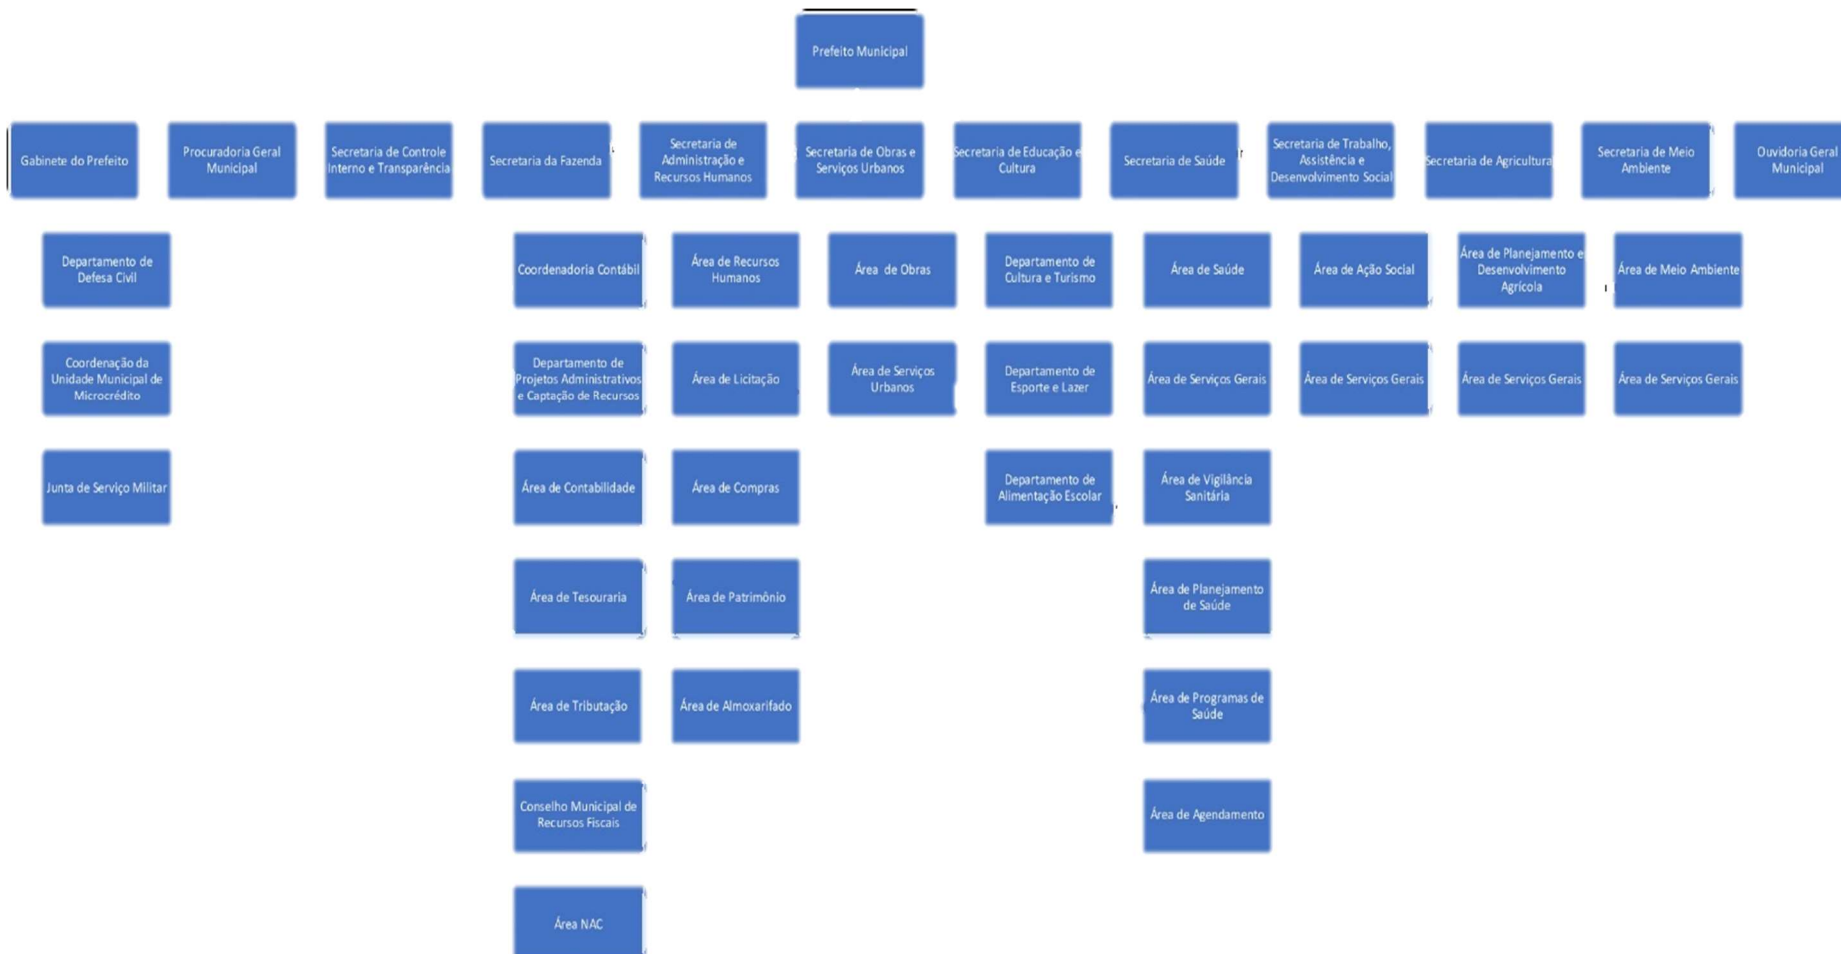 Prefeito Municipal
Gabinete do Prefeito
Procuradoria Geral
Municipal
Secretaria de Controle
Interno e Transparência
Secretaria da Fazenda
Secretaria de
Administração e
Recursos Humanos
Secretaria de Obras e
Serviços Urbanos
Secretaria de Educação e
Cultura
Secretaria de Saúde
Secretaria de Trabalho,
Assistência e
Desenvolvimento Social
Secretaria de Agricultura
Secretaria de Meio
Ambiente
Ouvidoria Geral
Municipal
Departamento de
Defesa Civil
Coordenadoria Contábil
Área de Recursos
Humanos
Área de Obras
Departamento de
Cultura e Turismo
Área de Saúde
Área de Ação Social
Área de Planejamento e
Desenvolvimento
Agrícola
Área de Meio Ambiente
Coordenação da
Unidade Municipal de
Microcrédito
Departamento de
Projetos Administrativos
e Captação de Recursos
Área de Licitação
Área de Serviços
Urbanos
Departamento de
Esporte e Lazer
Área de Serviços Gerais
Área de Serviços Gerais
Área de Serviços Gerais
Área de Serviços Gerais
Junta de Serviço Militar
Área de Contabilidade
Área de Compras
Departamento de
Alimentação Escolar
Área de Vigilância
Sanitária
Área de Tesouraria
Área de Patrimônio
Área de Planejamento
de Saúde
Área de Tributação
Área de Almoxarifado
Área de Programas de
Saúde
Conselho Municipal de
Recursos Fiscais
Área de Agendamento
Área NAC